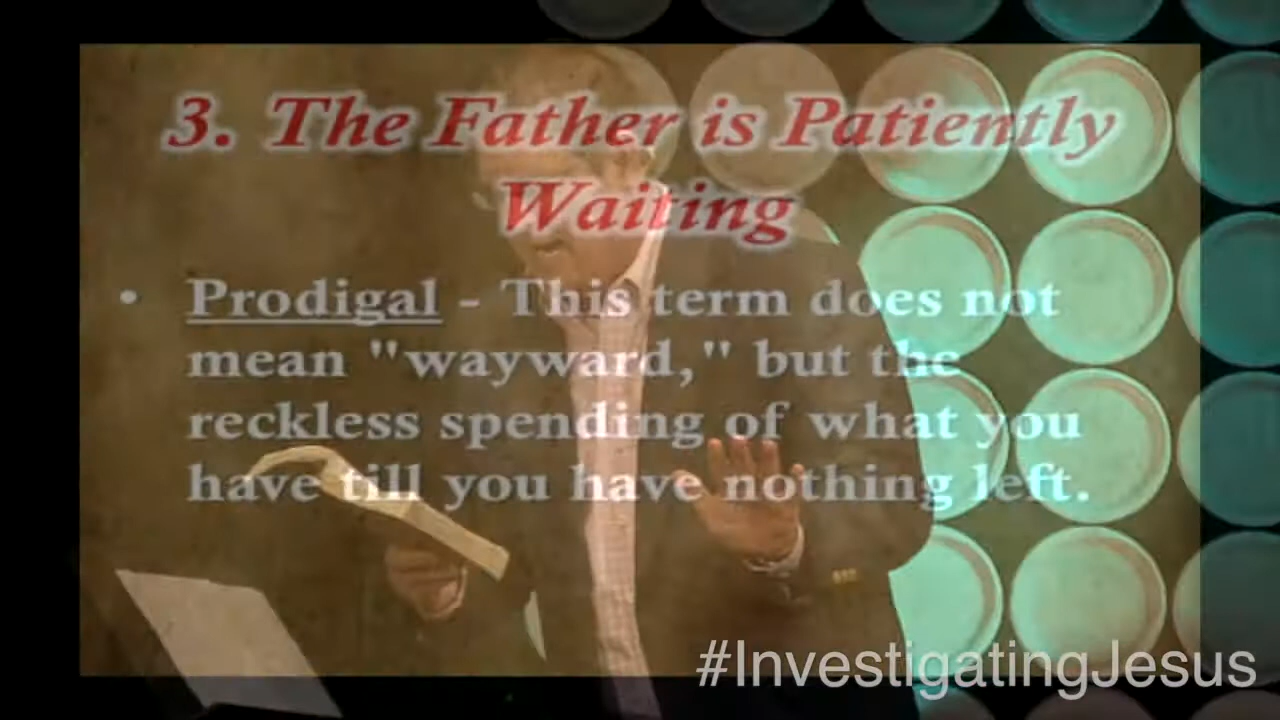 3. The Father is Patiently
Waiting
• Prodigal - This term does not
mean "wayward," but the
reckless spending of what you
have till you have nothing left.
#InvestigatingJesus